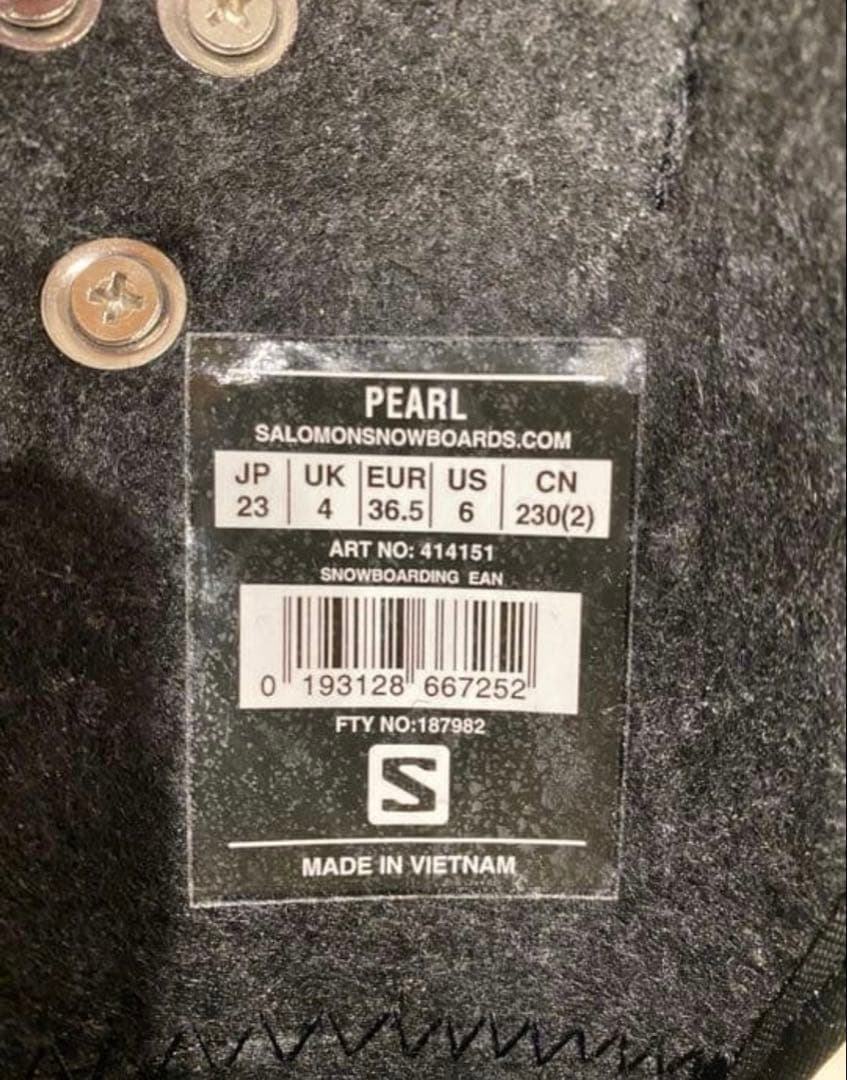 PEARL
SALOMONSNOWBOARDS.COM
JP UK EUR US CN
23 4 36.5 6 230(2)
ART NO: 414151
SNOWBOARDING EAN
0 193128 667252
FTY NO:187982
S
MADE IN VIETNAM